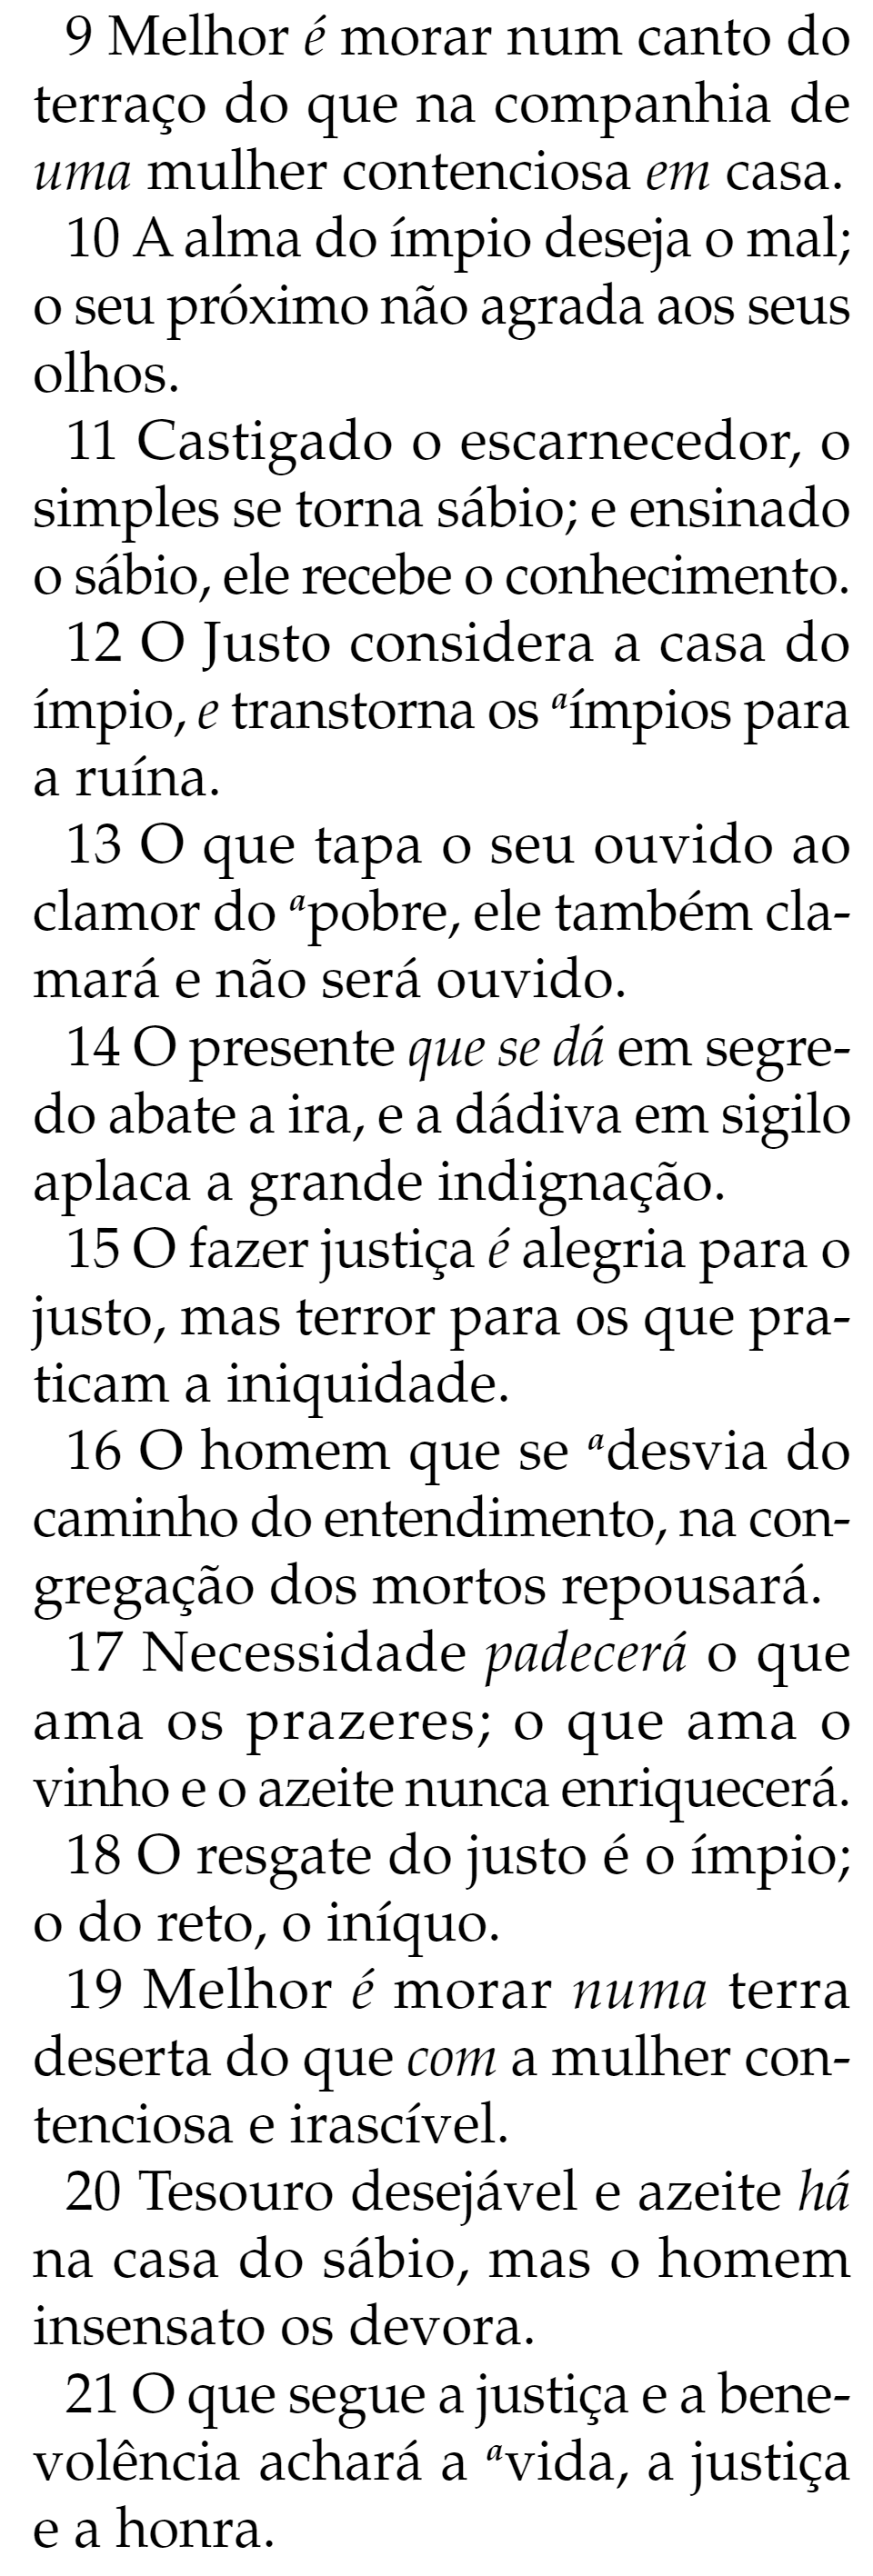 9 Melhor é morar num canto do
terraço do que na companhia de
uma mulher contenciosa em casa.
10 A alma do ímpio deseja o mal;
o seu próximo não agrada aos seus
olhos.
11 Castigado o escarnecedor, o
simples se torna sábio; e ensinado
o sábio, ele recebe o conhecimento.
12 O Justo considera a casa do
ímpio, e transtorna os ªímpios para
a ruína.
13 O que tapa o seu ouvido ao
clamor do ªpobre, ele também cla-
mará e não será ouvido.
14 O presente que se dá em segre-
do abate a ira, e a dádiva em sigilo
aplaca a grande indignação.
15 O fazer justiça é alegria para o
justo, mas terror para os que pra-
ticam a iniquidade.
16 O homem que se ªdesvia do
caminho do entendimento, na con-
gregação dos mortos repousará.
17 Necessidade padecerá o que
ama os prazeres; o que ama o
vinho e o azeite nunca enriquecerá.
18 O resgate do justo é o ímpio;
o do reto, o iníquo.
19 Melhor é morar numa terra
deserta do que com a mulher con-
tenciosa e irascível.
20 Tesouro desejável e azeite há
na casa do sábio, mas o homem
insensato os devora.
21 O que segue a justiça e a bene-
volência achará a ªvida, a justiça
e a honra.